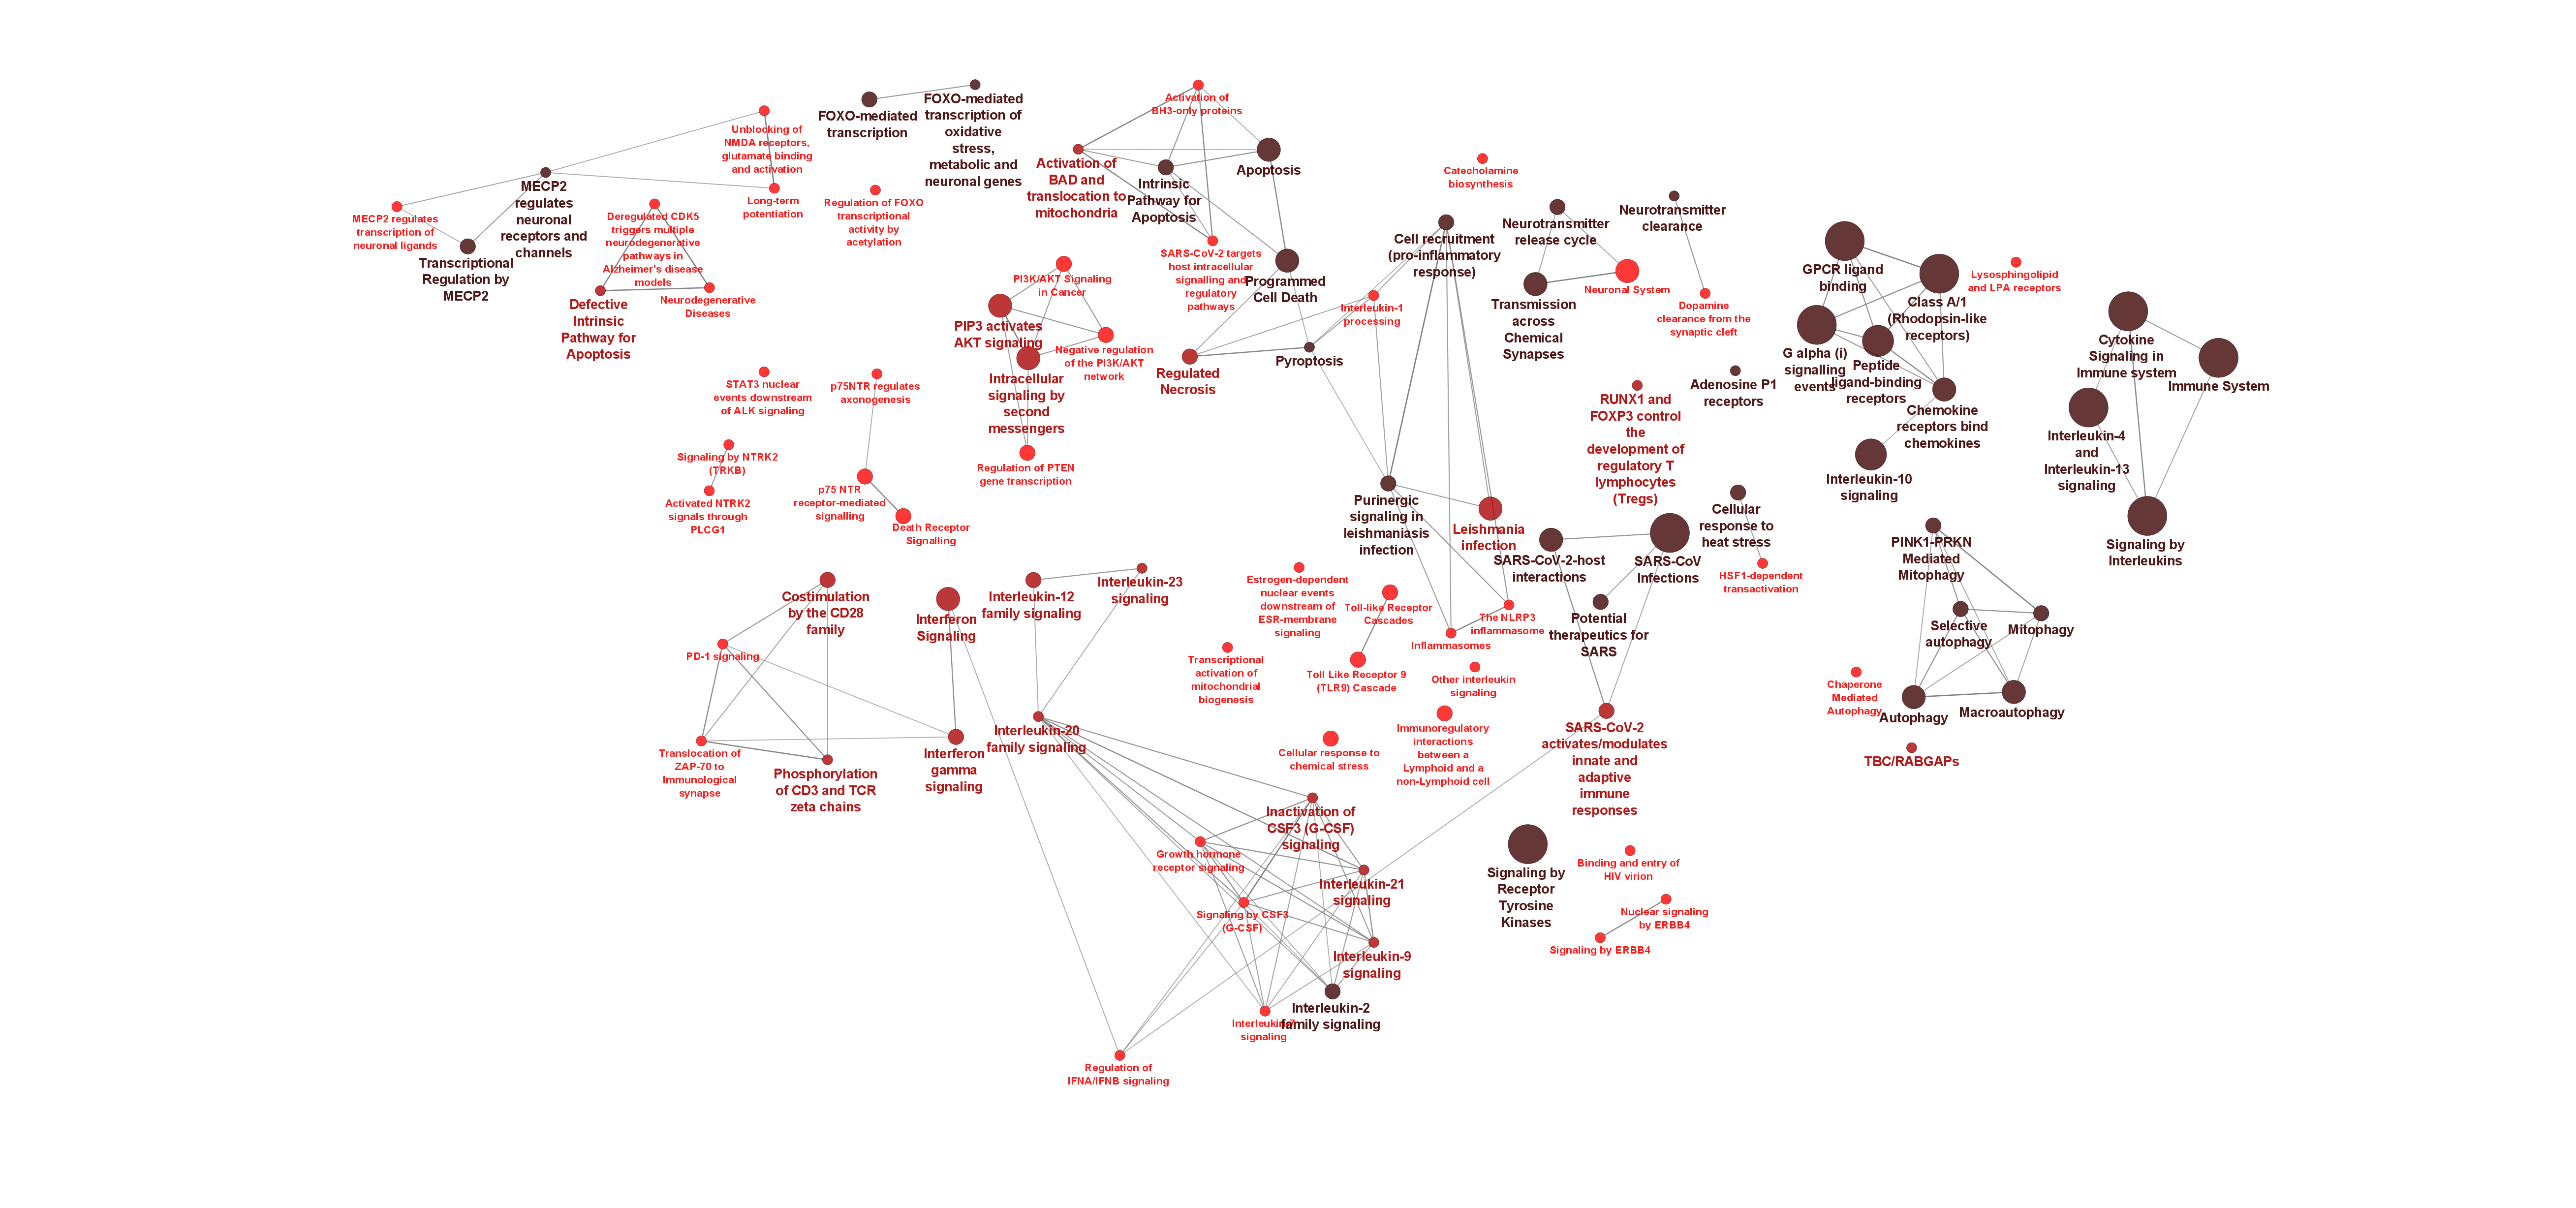 Activation of
BH3-only proteins
FOXO-mediated
transcription
FOXO-mediated
transcription of
oxidative
stress,
metabolic and
neuronal genes
Unblocking of
NMDA receptors,
glutamate binding
and activation
Long-term
potentiation
MECP2
regulates
neuronal
receptors and
channels
MECP2 regulates
transcription of
neuronal ligands
Transcriptional
Regulation by
MECP2
Deregulated CDK5
triggers multiple
neurodegenerative
pathways in
Alzheimer's disease
models
Defective
Intrinsic
Pathway for
Apoptosis
Neurodegenerative
Diseases
Regulation of FOXO
transcriptional
activity by
acetylation
Activation of
BAD and
translocation to
mitochondria
Intrinsic
Pathway for
Apoptosis
Apoptosis
SARS-CoV-2 targets
host intracellular
signalling and
regulatory
pathways
Programmed
Cell Death
Catecholamine
biosynthesis
Cell recruitment
(pro-inflammatory
response)
Neurotransmitter
release cycle
Neurotransmitter
clearance
Transmission
across
Chemical
Synapses
Neuronal System
Dopamine
clearance from the
synaptic cleft
GPCR ligand
binding
Class A/1
(Rhodopsin-like
receptors)
Lysosphingolipid
and LPA receptors
G alpha (i)
signalling
events
Peptide
ligand-binding
receptors
Chemokine
receptors bind
chemokines
Interleukin-10
signaling
Cytokine
Signaling in
Immune system
Immune System
Interleukin-4
and
Interleukin-13
signaling
Signaling by
Interleukins
PI3K/AKT Signaling
in Cancer
PIP3 activates
AKT signaling
Negative regulation
of the PI3K/AKT
network
Intracellular
signaling by
second
messengers
Regulation of PTEN
gene transcription
Interleukin-1
processing
Pyroptosis
Regulated
Necrosis
STAT3 nuclear
events downstream
of ALK signaling
p75NTR regulates
axonogenesis
Signaling by NTRK2
(TRKB)
Activated NTRK2
signals through
PLCG1
p75 NTR
receptor-mediated
signalling
Death Receptor
Signalling
RUNX1 and
FOXP3 control
the
development of
regulatory T
lymphocytes
(Tregs)
Adenosine P1
receptors
Purinergic
signaling in
leishmaniasis
infection
Leishmania
infection
SARS-CoV-2-host
interactions
SARS-CoV
Infections
Potential
therapeutics for
SARS
Cellular
response to
heat stress
HSF1-dependent
transactivation
PINK1-PRKN
Mediated
Mitophagy
Selective
autophagy
Mitophagy
Autophagy
Macroautophagy
Chaperone
Mediated
Autophagy
TBC/RABGAPs
Costimulation
by the CD28
family
PD-1 signaling
Translocation of
ZAP-70 to
Immunological
synapse
Phosphorylation
of CD3 and TCR
zeta chains
Interferon
Signaling
Interferon
gamma
signaling
Interleukin-12
family signaling
Interleukin-23
signaling
Interleukin-20
family signaling
Estrogen-dependent
nuclear events
downstream of
ESR-membrane
signaling
Toll-like Receptor
Cascades
Toll Like Receptor 9
(TLR9) Cascade
The NLRP3
inflammasome
Inflammasomes
Transcriptional
activation of
mitochondrial
biogenesis
Other interleukin
signaling
Immunoregulatory
interactions
between a
Lymphoid and a
non-Lymphoid cell
Cellular response to
chemical stress
SARS-CoV-2
activates/modulates
innate and
adaptive
immune
responses
Inactivation of
CSF3 (G-CSF)
signaling
Growth hormone
receptor signaling
Interleukin-21
signaling
Signaling by CSF3
(G-CSF)
Interleukin-9
signaling
Interleukin-2
family signaling
Interleukin-7
signaling
Regulation of
IFNA/IFNB signaling
Signaling by
Receptor
Tyrosine
Kinases
Binding and entry of
HIV virion
Nuclear signaling
by ERBB4
Signaling by ERBB4